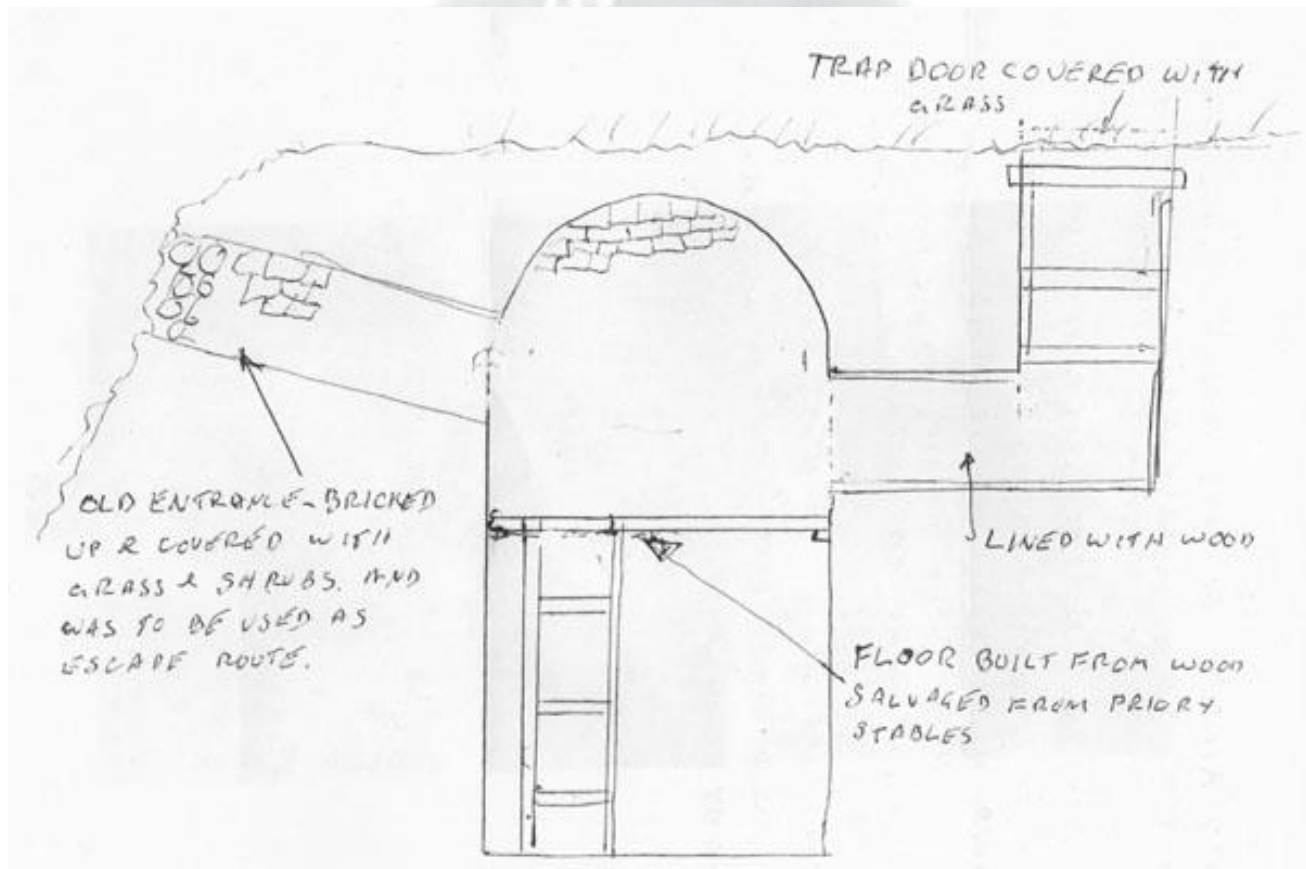 TRAP DOOR COVERED WITH
GRASS
OLD ENTRANCE - BRICKED
UP & COVERED WITH
GRASS & SHRUBS. AND
WAS TO BE USED AS
ESCAPE ROUTE.
LINED WITH WOOD
FLOOR BUILT FROM WOOD
SALVAGED FROM PRIORY
STABLES